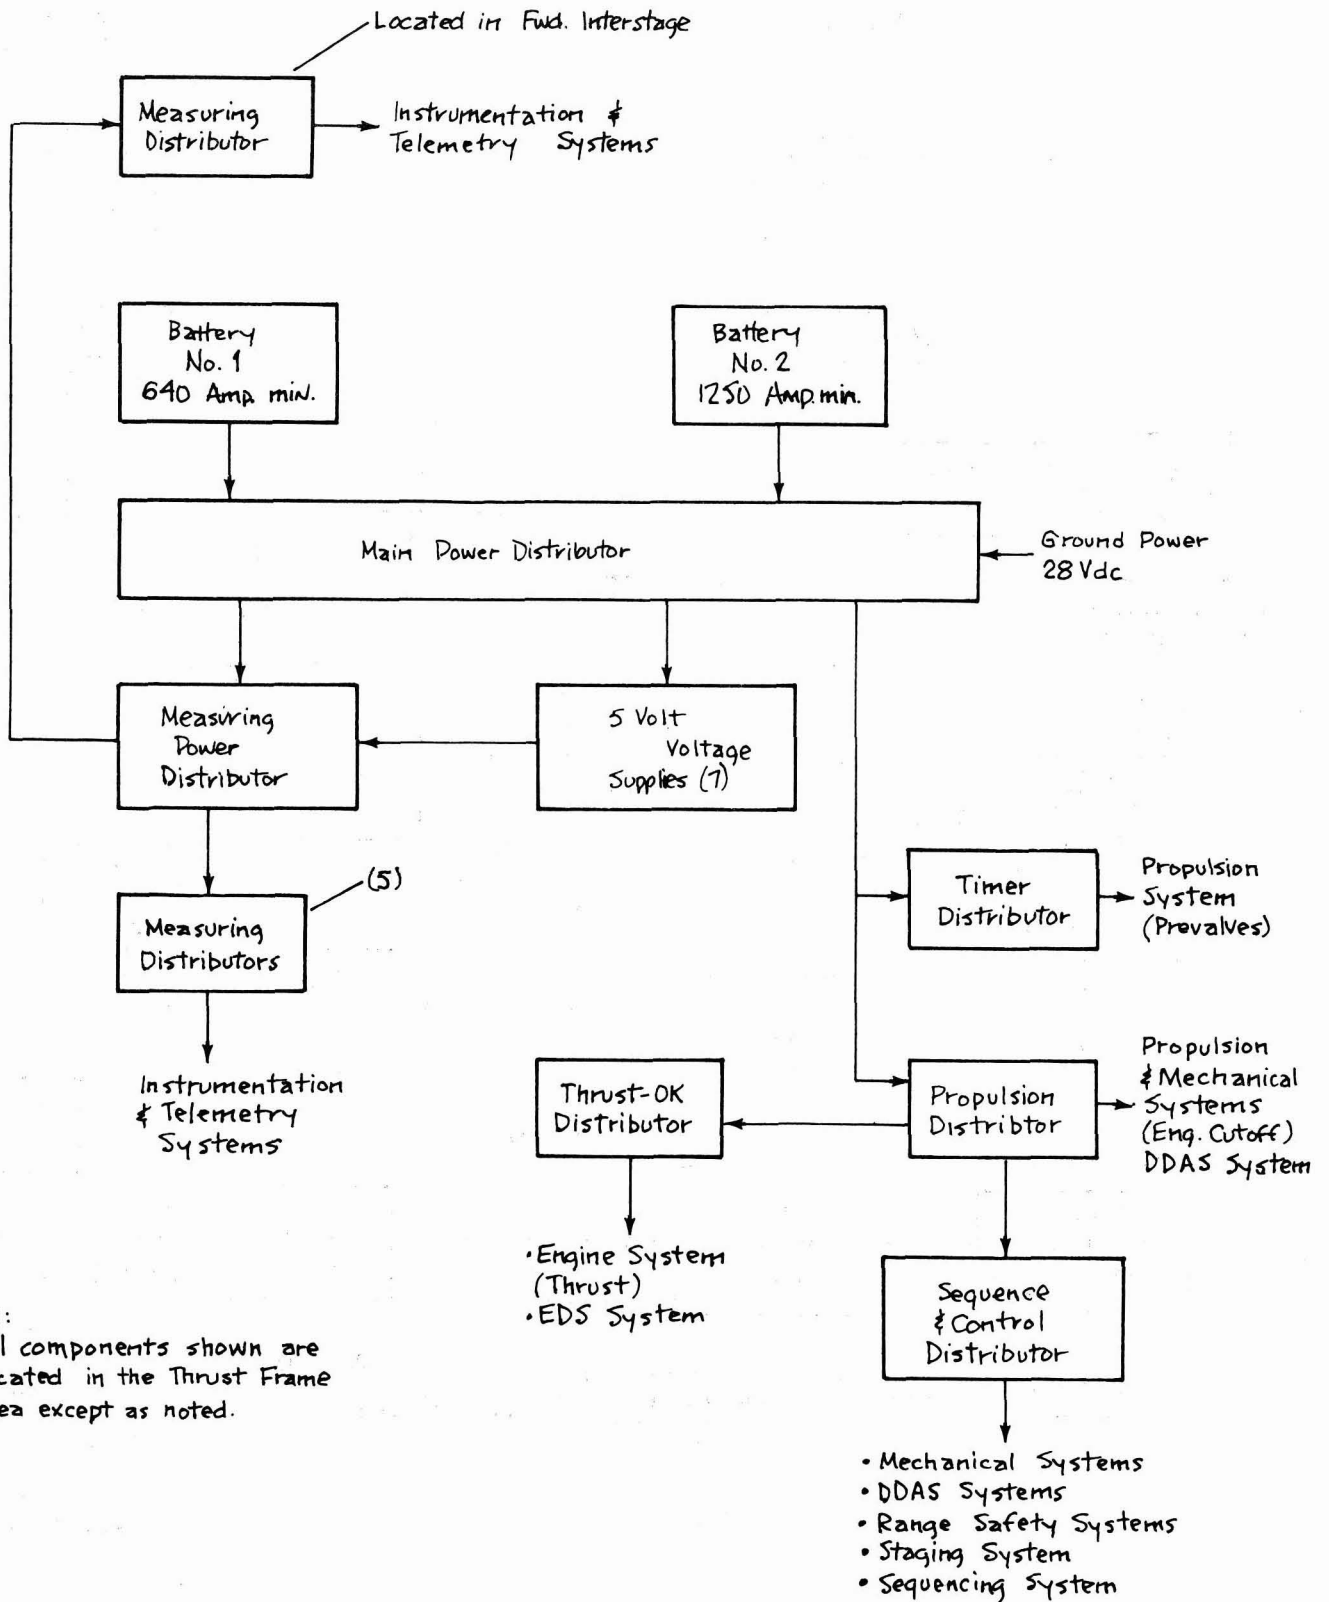 Located in Fwd. Interstage
Measuring
Distributor
Instrumentation &
Telemetry Systems
Battery
No. 1
640 Amp. min.
Battery
No. 2
1250 Amp. min.
Main Power Distributor
Ground Power
28 Vdc
Measuring
Power
Distributor
5 Volt
Voltage
Supplies (7)
(5)
Measuring
Distributors
Timer
Distributor
Propulsion
System
(Prevalves)
Instrumentation
& Telemetry
Systems
Thrust-OK
Distributor
Propulsion
Distribtor
Propulsion
& Mechanical
Systems
(Eng. Cutoff)
DDAS System
• Engine System
(Thrust)
• EDS System
Sequence
& Control
Distributor
:
l components shown are
cated in the Thrust Frame
ea except as noted.
• Mechanical Systems
• DDAS Systems
• Range Safety Systems
• Staging System
• Sequencing System